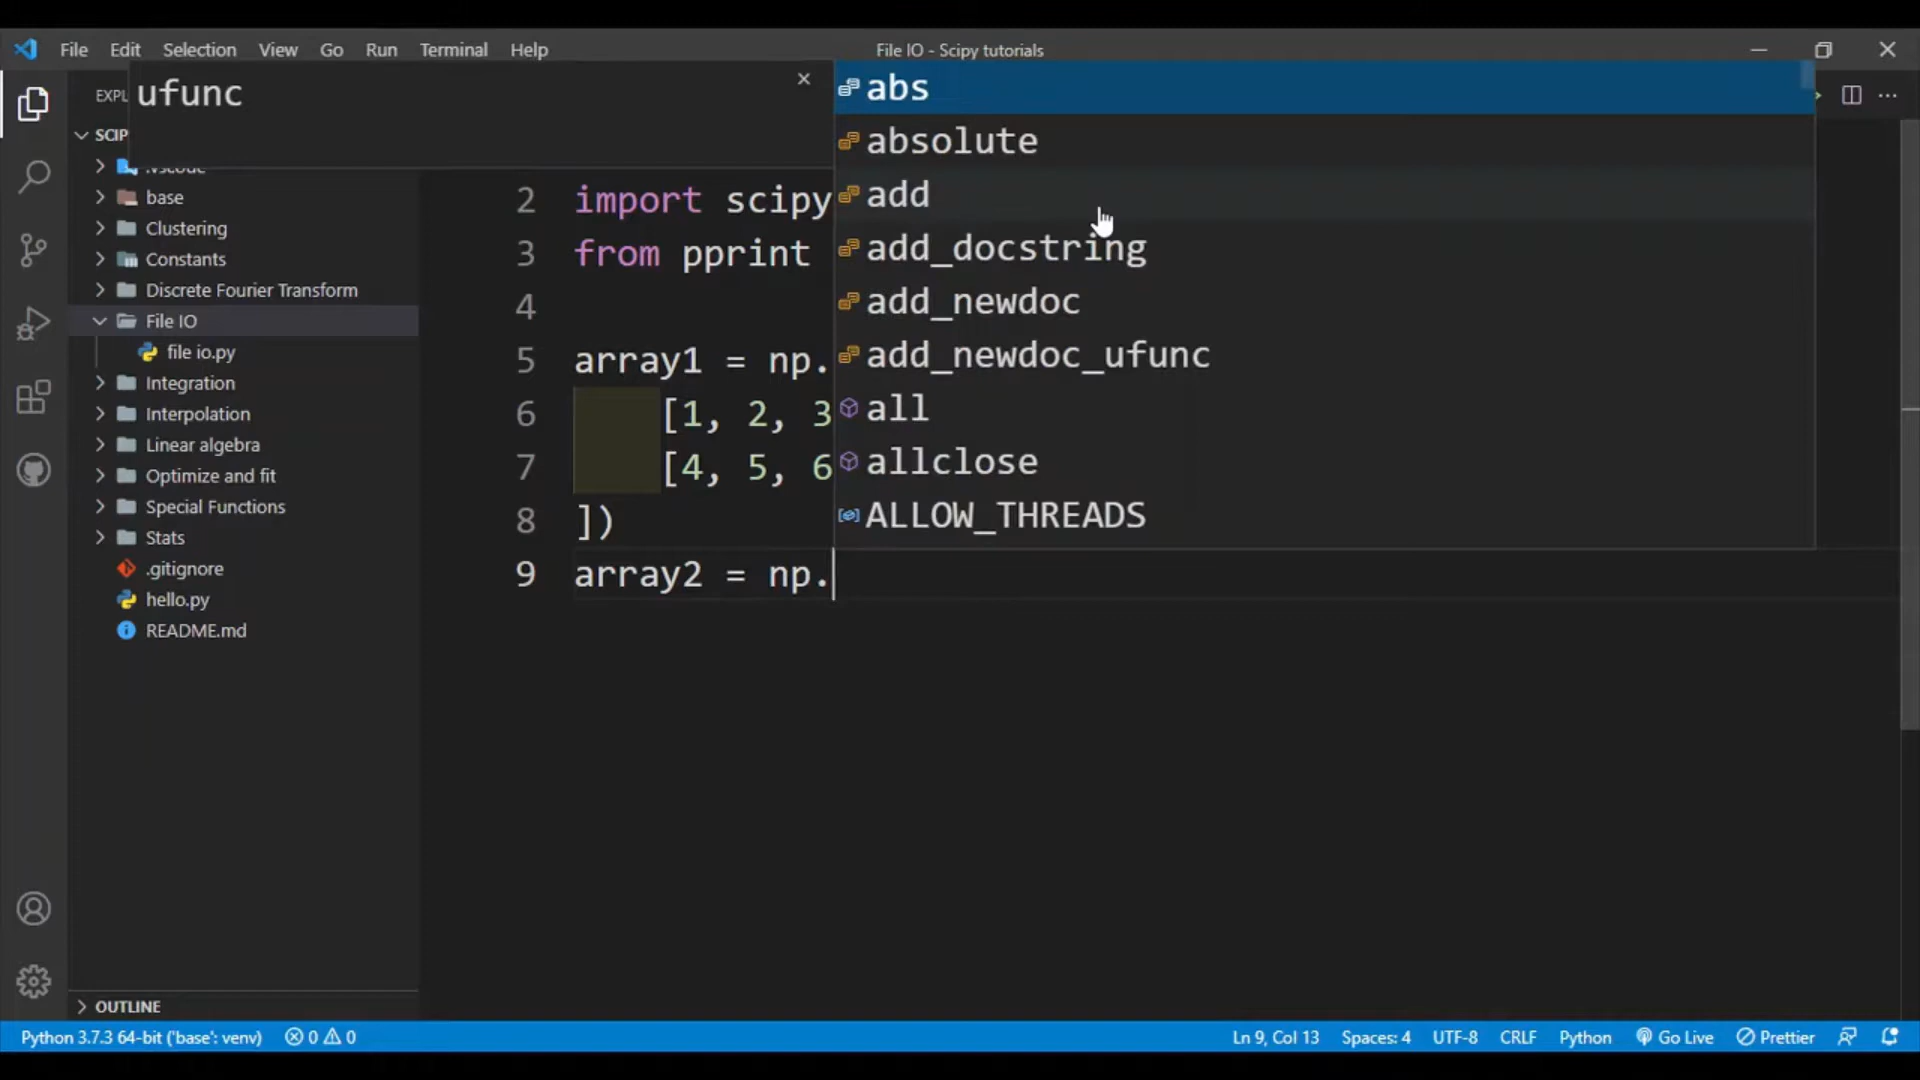 File Edit Selection View Go Run Terminal Help
File IO - Scipy tutorials
EXPL
ufunc
SCIP
.vscode
base
Clustering
Constants
Discrete Fourier Transform
File IO
file io.py
Integration
Interpolation
Linear algebra
Optimize and fit
Special Functions
Stats
.gitignore
hello.py
README.md
OUTLINE
2 import scipy
3 from pprint
4
5 array1 = np.
6 [1, 2, 3
7 [4, 5, 6
8 ])
9 array2 = np.
abs
absolute
add
add_docstring
add_newdoc
add_newdoc_ufunc
all
allclose
ALLOW_THREADS
Python 3.7.3 64-bit ('base': venv) 0 0 Ln 9, Col 13 Spaces: 4 UTF-8 CRLF Python Go Live Prettier